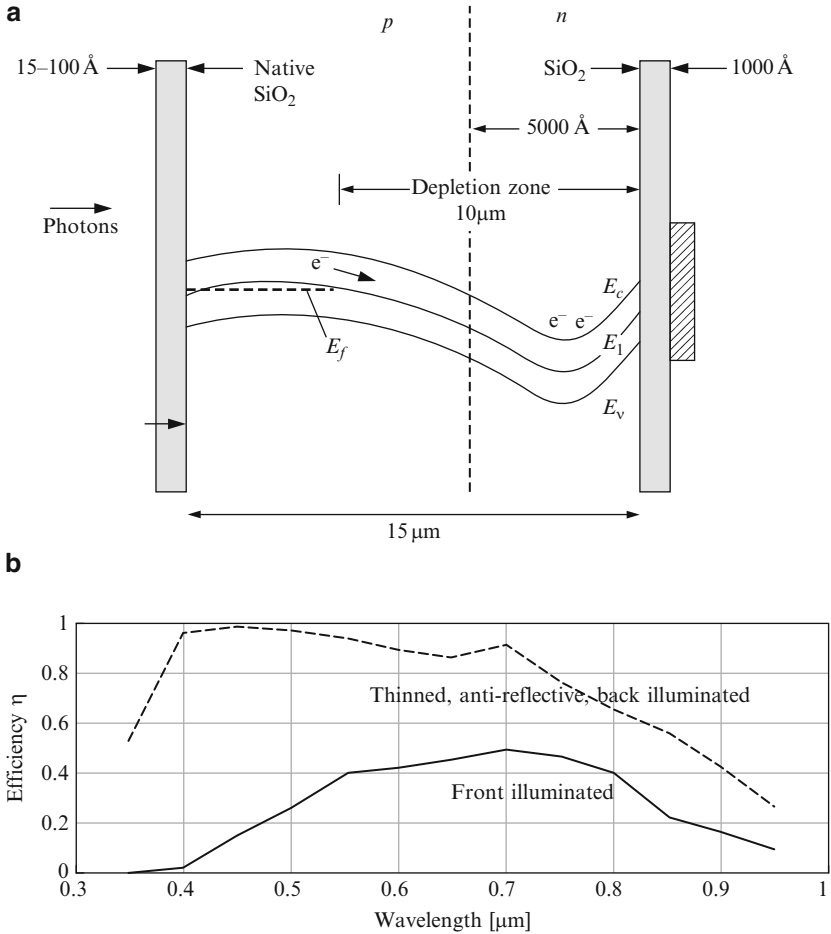 a
p
n
15–100 Å
Native
SiO₂
SiO₂
1000 Å
5000 Å
Depletion zone
10μm
Photons
e⁻
E_c
e⁻ e⁻
E_f
E_1
E_ν
15 μm
b
Efficiency η
1
0.8
0.6
0.4
0.2
0
Thinned, anti-reflective, back illuminated
Front illuminated
0.3 0.4 0.5 0.6 0.7 0.8 0.9 1
Wavelength [μm]